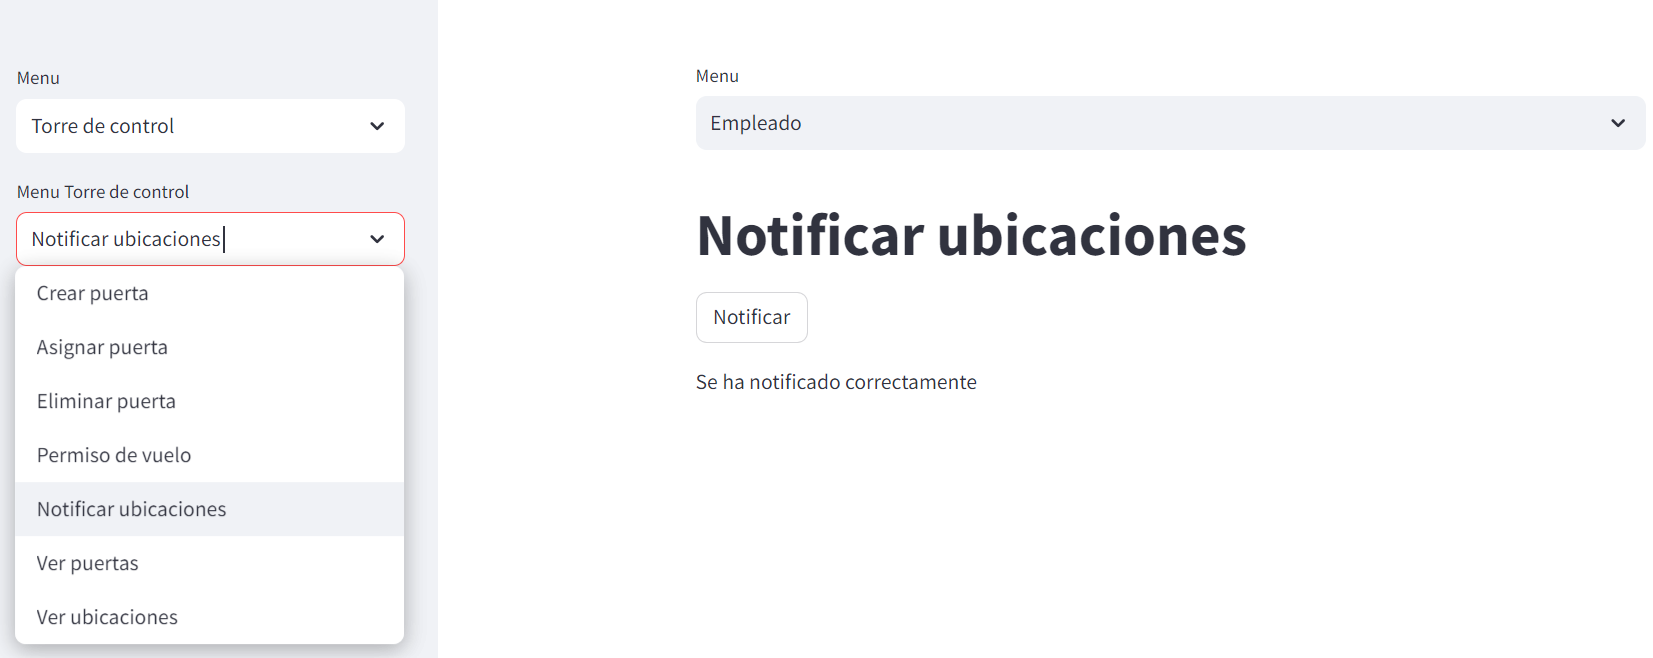 Menu
Torre de control
Menu Torre de control
Notificar ubicaciones
Crear puerta
Asignar puerta
Eliminar puerta
Permiso de vuelo
Notificar ubicaciones
Ver puertas
Ver ubicaciones
Menu
Empleado
Notificar ubicaciones
Notificar
Se ha notificado correctamente